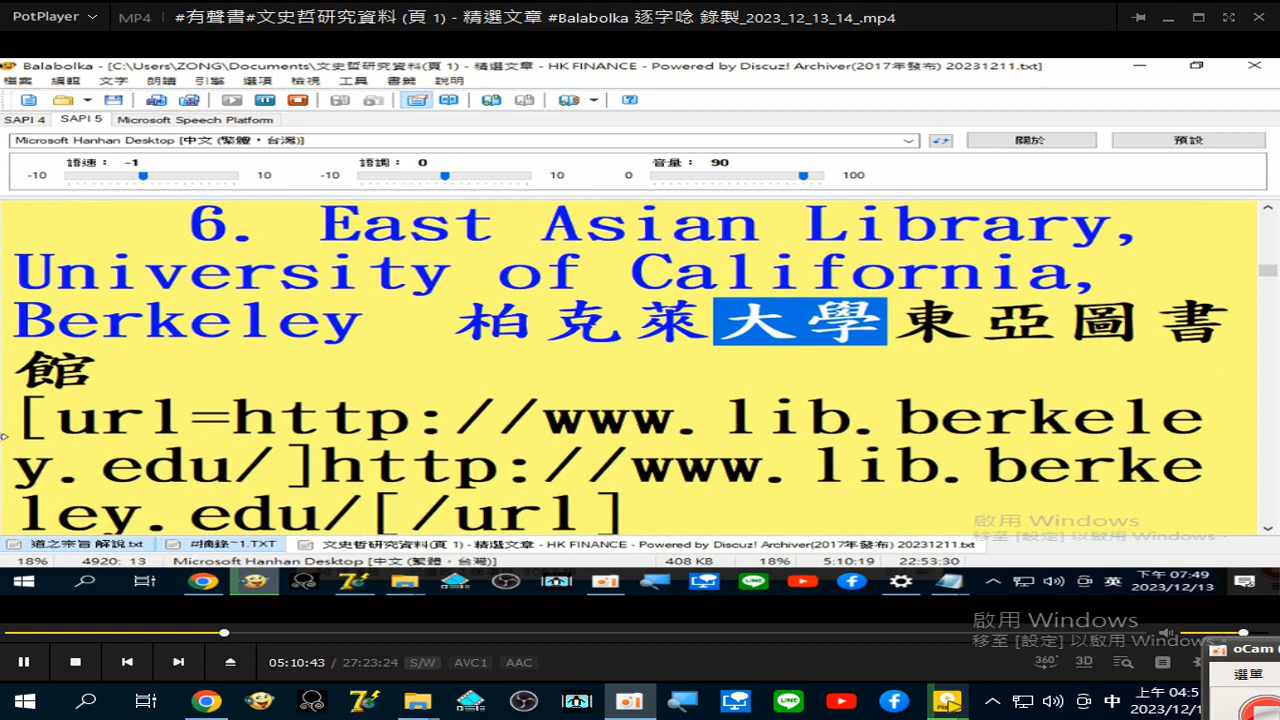 PotPlayer MP4 #有聲書#文史哲研究資料 (頁 1) - 精選文章 #Balabolka 逐字唸 錄製_2023_12_13_14_.mp4
Balabolka - [C:\Users\ZONG\Documents\文史哲研究資料(頁 1) - 精選文章 - HK FINANCE - Powered by Discuz! Archiver(2017年發布) 20231211.txt]
檔案 編輯 文字 朗讀 引擎 選項 檢視 工具 書籤 說明
SAPI 4 SAPI 5 Microsoft Speech Platform
Microsoft Hanhan Desktop [中文 (繁體，台灣)] 關於 預設
語速： -1 語調： 0 音量： 90
-10 10 -10 10 0 100
6. East Asian Library,
University of California,
Berkeley 柏克萊大學東亞圖書
館
[url=http://www.lib.berkele
y.edu/]http://www.lib.berke
ley.edu/[/url]
啟用 Windows
移至 [設定] 以啟用 Windows。
道之宗旨 解說.txt #摘錄~1.TXT 文史哲研究資料(頁 1) - 精選文章 - HK FINANCE - Powered by Discuz! Archiver(2017年發布) 20231211.txt
18% 4920: 13 Microsoft Hanhan Desktop [中文 (繁體，台灣)] 408 KB 18% 5:10:19 22:53:30
英 下午 07:49
2023/12/13
啟用 Windows
移至 [設定] 以啟用 Windows。
05:10:43 / 27:23:24 S/W AVC1 AAC 360° 3D
oCam
選單
中 上午 04:5
2023/12/1